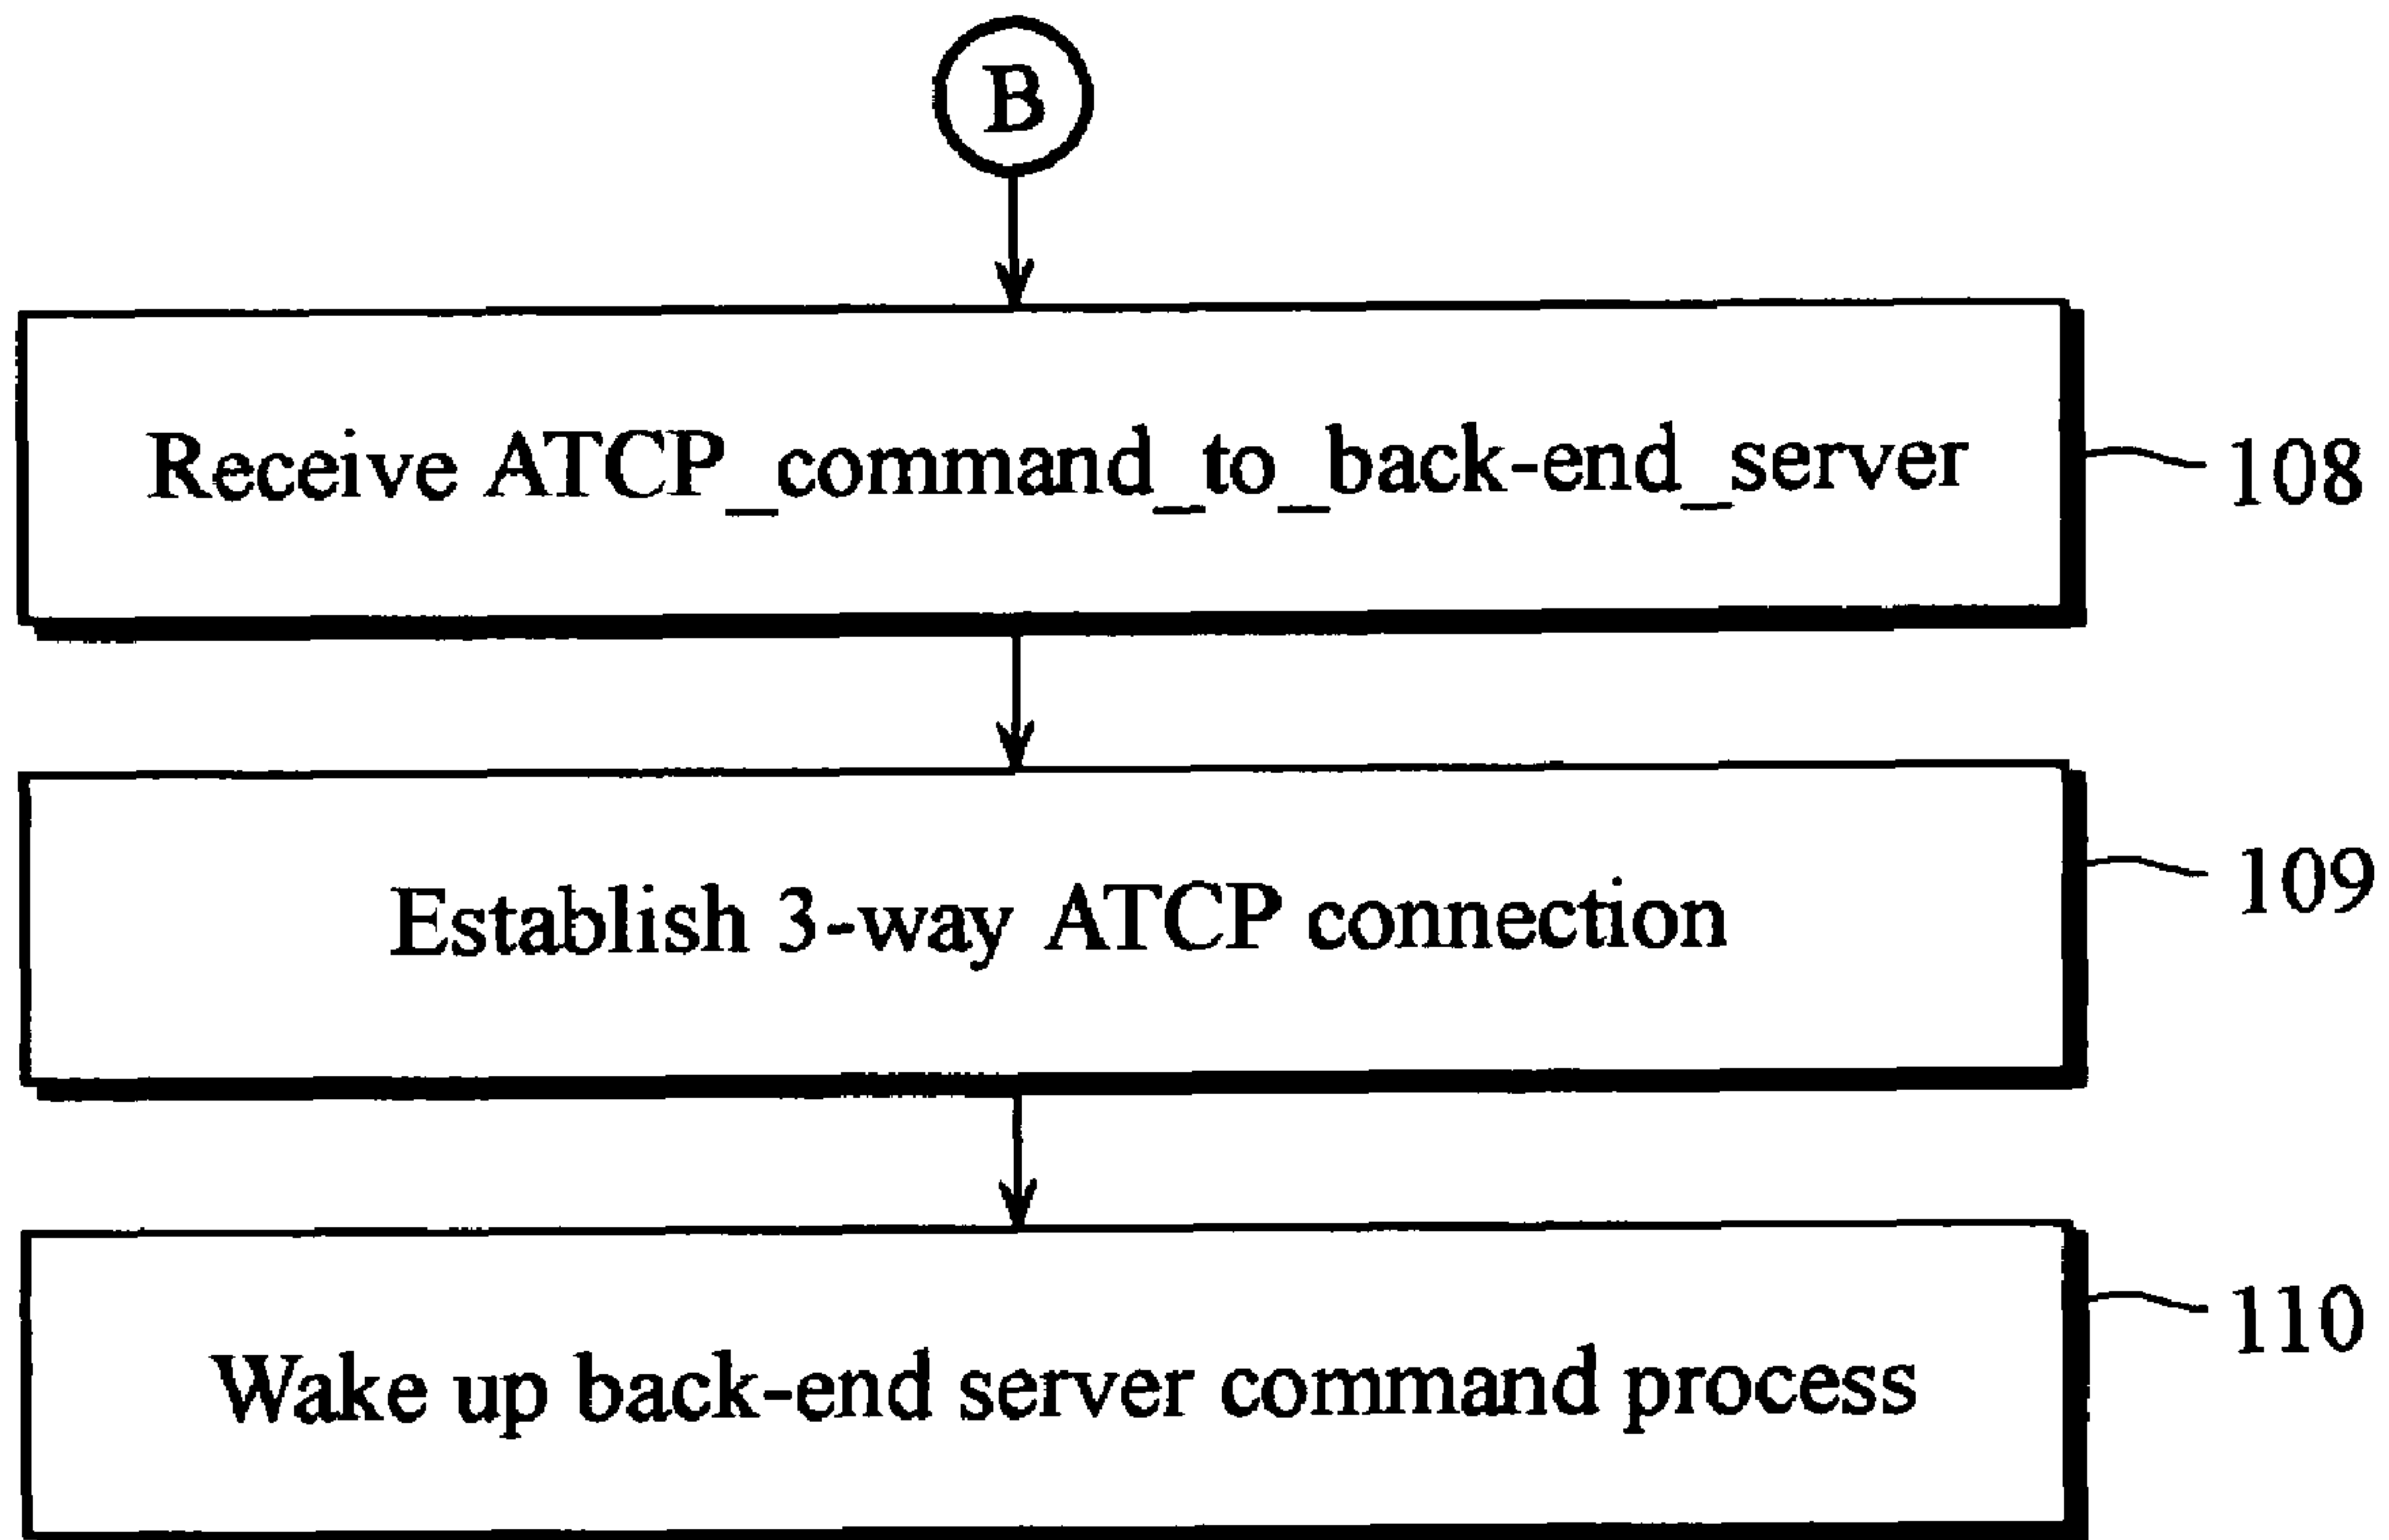 B
Receive ATCP_command_to_back-end_server
108
Establish 3-way ATCP connection
109
Wake up back-end server command process
110